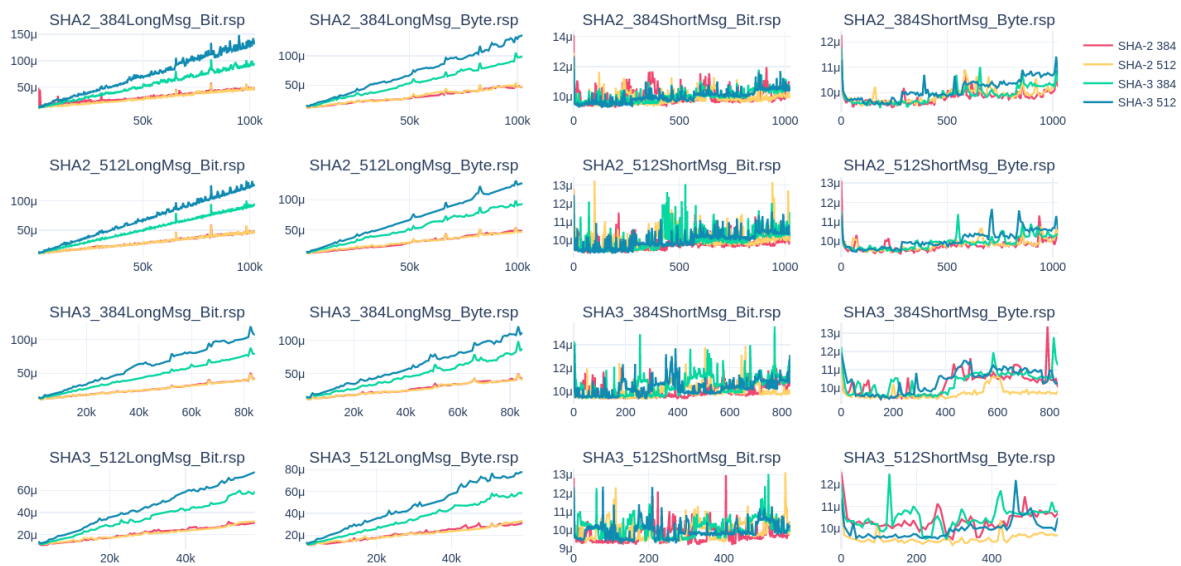 SHA2_384LongMsg_Bit.rsp
SHA2_384LongMsg_Byte.rsp
SHA2_384ShortMsg_Bit.rsp
SHA2_384ShortMsg_Byte.rsp
150μ
100μ
50μ
50k
100k
100μ
50μ
50k
100k
14μ
12μ
10μ
0
500
1000
12μ
11μ
10μ
0
500
1000
SHA-2 384
SHA-2 512
SHA-3 384
SHA-3 512
SHA2_512LongMsg_Bit.rsp
SHA2_512LongMsg_Byte.rsp
SHA2_512ShortMsg_Bit.rsp
SHA2_512ShortMsg_Byte.rsp
100μ
50μ
50k
100k
100μ
50μ
50k
100k
13μ
12μ
11μ
10μ
0
500
1000
13μ
12μ
11μ
10μ
0
500
1000
SHA3_384LongMsg_Bit.rsp
SHA3_384LongMsg_Byte.rsp
SHA3_384ShortMsg_Bit.rsp
SHA3_384ShortMsg_Byte.rsp
100μ
50μ
20k
40k
60k
80k
100μ
50μ
20k
40k
60k
80k
14μ
12μ
10μ
0
200
400
600
800
13μ
12μ
11μ
10μ
0
200
400
600
800
SHA3_512LongMsg_Bit.rsp
SHA3_512LongMsg_Byte.rsp
SHA3_512ShortMsg_Bit.rsp
SHA3_512ShortMsg_Byte.rsp
60μ
40μ
20μ
20k
40k
80μ
60μ
40μ
20μ
20k
40k
13μ
12μ
11μ
10μ
9μ
0
200
400
12μ
11μ
10μ
0
200
400